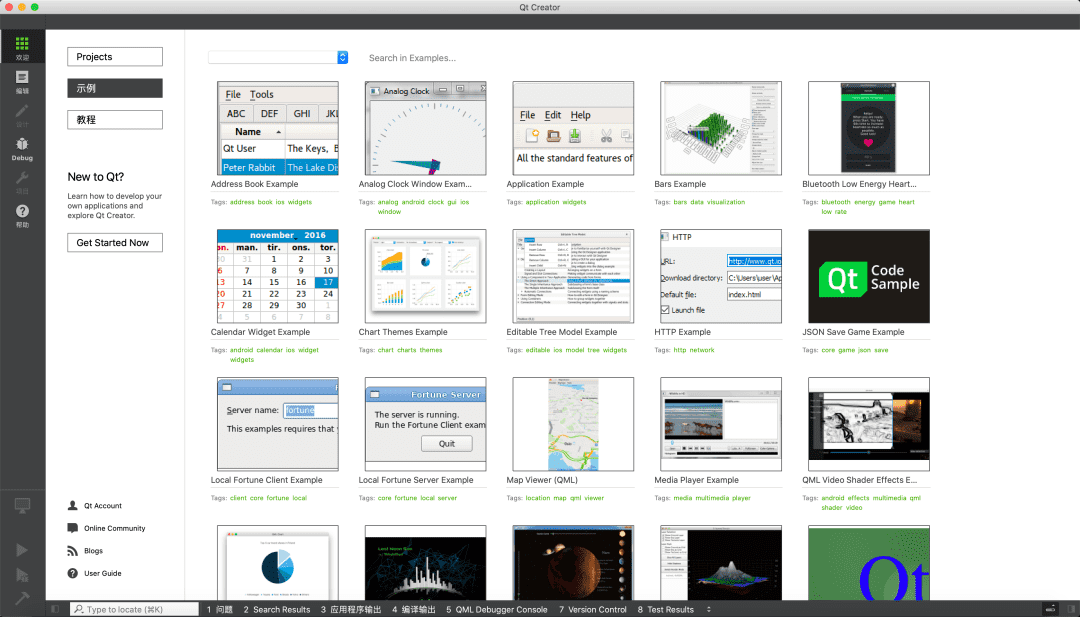 Qt Creator
欢迎
编辑
设计
Debug
项目
帮助
Projects
示例
教程
New to Qt?
Learn how to develop your
own applications and
explore Qt Creator.
Get Started Now
Qt Account
Online Community
Blogs
User Guide
Search in Examples...
File Tools
ABC DEF GHI JKL
Name
Qt User The Keys,
Peter Rabbit The Lake Dis
Address Book Example
Tags: address book ios widgets
Analog Clock
Analog Clock Window Exam...
Tags: analog android clock gui ios
window
File Edit Help
All the standard features of
Application Example
Tags: application widgets
Bars Example
Tags: bars data visualization
Bluetooth Low Energy Heart...
Tags: bluetooth energy game heart
low rate
november, 2016
on. man. tir. ons. tor.
30 31 1 2 3
7 8 9 10
14 15 16 17
21 22 23 24
28 29 30 1
4 5 6 7 8
Calendar Widget Example
Tags: android calendar ios widget
widgets
Chart Themes Example
Tags: chart charts themes
Editable Tree Model Example
Tags: editable ios model tree widgets
HTTP
URL: http://www.qt.io
Download directory: C:\Users\user\Ap
Default file: index.html
Launch file
HTTP Example
Tags: http network
Qt Code
Sample
JSON Save Game Example
Tags: core game json save
Server name: fortune
This examples requires that
Local Fortune Client Example
Tags: client core fortune local
Fortune Server
The server is running.
Run the Fortune Client exam
Quit
Local Fortune Server Example
Tags: core fortune local server
Map Viewer (QML)
Tags: location map qml viewer
Media Player Example
Tags: media multimedia player
QML Video Shader Effects E...
Tags: android effects multimedia qml
shader video
Qt
Type to locate (⌘K)
1 问题 2 Search Results 3 应用程序输出 4 编译输出 5 QML Debugger Console 7 Version Control 8 Test Results